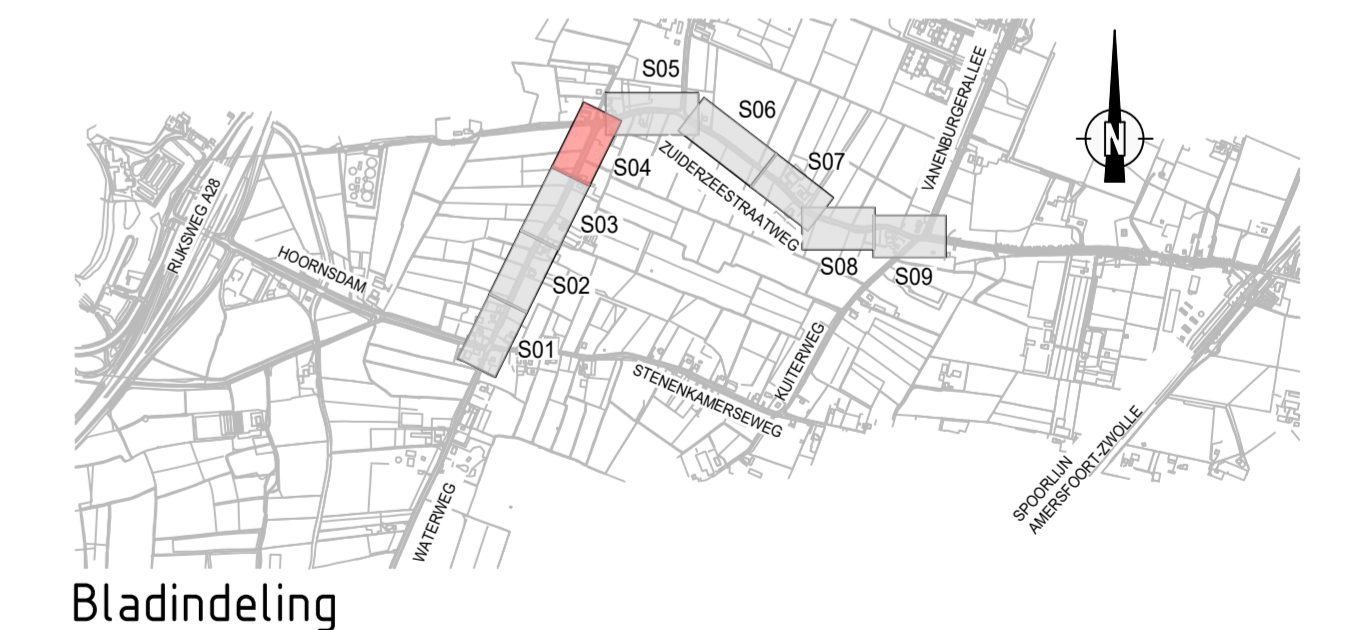 S05
S06
VANENBURGERALLEE
N
S04
S07
ZUIDERZEESTRAATWEG
RIJKSWEG A28
S03
HOORNSDAM
S08
S09
S02
S01
KUITERWEG
STENENKAMERSEWEG
SPOORLIJN
AMERSFOORT-ZWOLLE
WATERWEG
Bladindeling